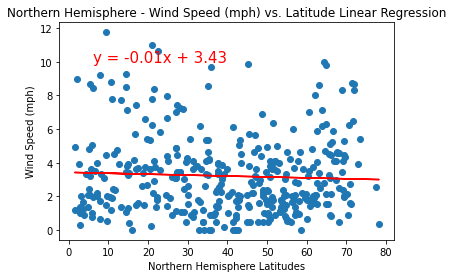 Northern Hemisphere - Wind Speed (mph) vs. Latitude Linear Regression
12
10
8
6
4
2
0
Wind Speed (mph)
y = -0.01x + 3.43
0 10 20 30 40 50 60 70 80
Northern Hemisphere Latitudes